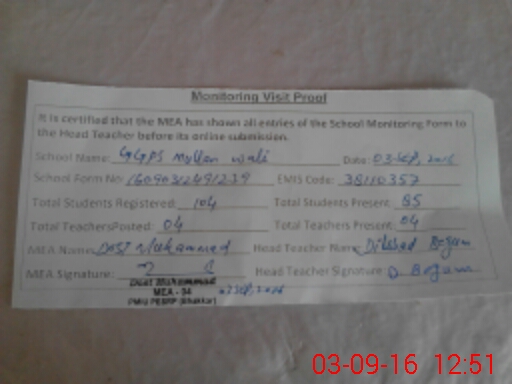 Monitoring Visit Proof
It is certified that the MEA has shown all entries of the School Monitoring Form to
the Head Teacher before its online submission.
School Name: GGPS Mullan Wali Date: 03-Sep, 2016
School Form No: 16090312491239 EMIS Code: 38110357
Total Students Registered: 104 Total Students Present: 85
Total Teachers Posted: 04 Total Teachers Present: 04
MEA Name: Dost Muhammad Head Teacher Name: Dilshad Begum
MEA Signature: Head Teacher Signature D. Begum
Dost Muhammad
MEA - 04
PMIU PESRP (Bhakkar)
03-09-16 12:51